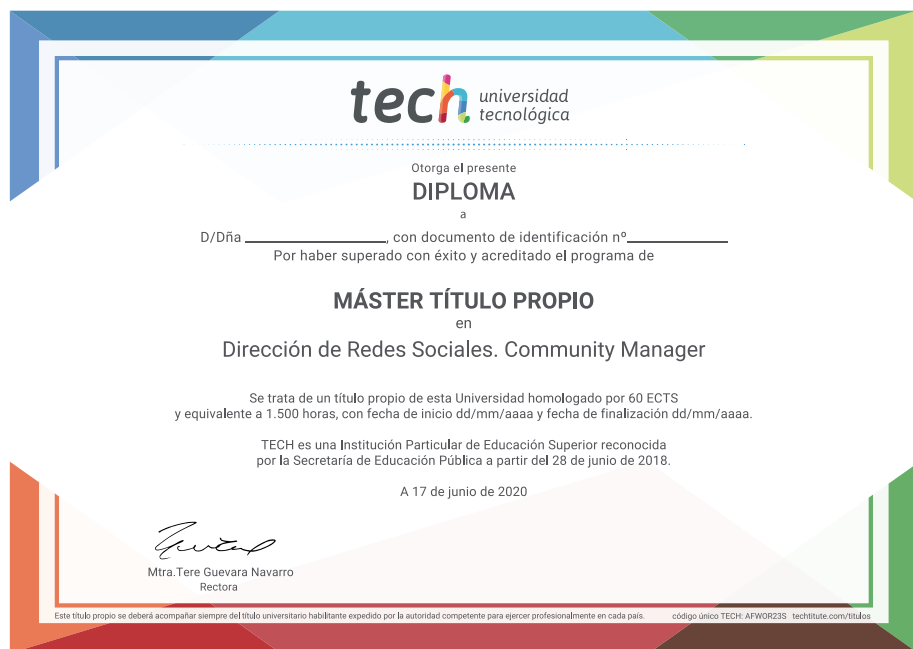 tech universidad
tecnológica
Otorga el presente
DIPLOMA
a
D/Dña ______________, con documento de identificación nº__________
Por haber superado con éxito y acreditado el programa de
MÁSTER TÍTULO PROPIO
en
Dirección de Redes Sociales. Community Manager
Se trata de un título propio de esta Universidad homologado por 60 ECTS
y equivalente a 1.500 horas, con fecha de inicio dd/mm/aaaa y fecha de finalización dd/mm/aaaa.
TECH es una Institución Particular de Educación Superior reconocida
por la Secretaría de Educación Pública a partir del 28 de junio de 2018.
A 17 de junio de 2020
Mtra.Tere Guevara Navarro
Rectora
Este título propio se deberá acompañar siempre del título universitario habilitante expedido por la autoridad competente para ejercer profesionalmente en cada país. código único TECH: AFWOR23S techtitute.com/titulos